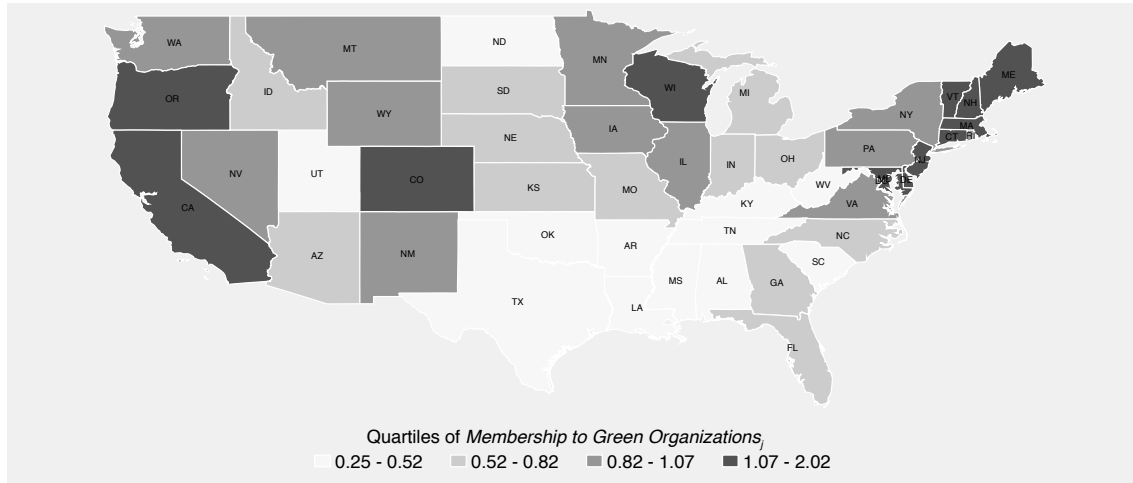 WA
MT
ND
MN
ME
OR
ID
SD
WI
MI
VT
NH
WY
NY
MA
CT
RI
NE
IA
PA
NJ
NV
UT
CO
IL
IN
OH
MD
DE
DC
CA
KS
MO
WV
KY
VA
AZ
NM
OK
AR
TN
NC
SC
TX
LA
MS
AL
GA
FL
Quartiles of Membership to Green Organizationsj
0.25 - 0.52 0.52 - 0.82 0.82 - 1.07 1.07 - 2.02